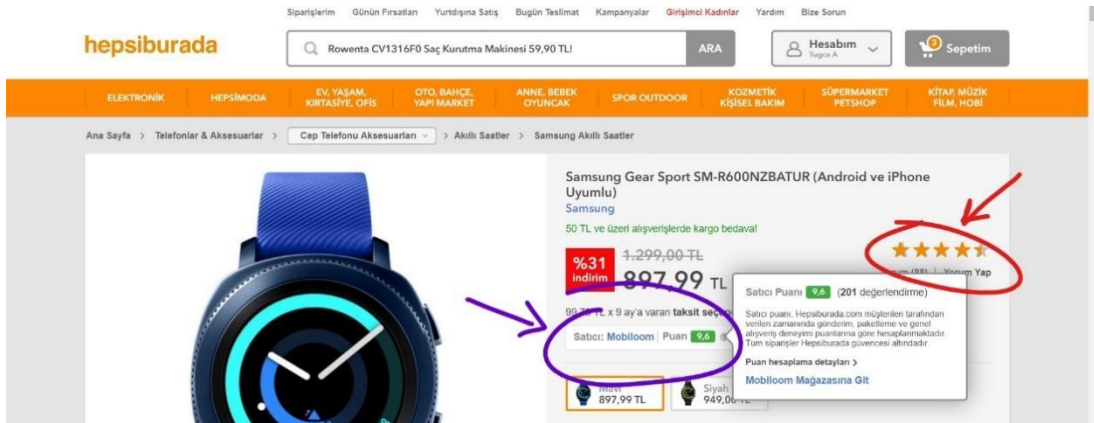 Siparişlerim Günün Fırsatları Yurtdışına Satış Bugün Teslimat Kampanyalar Girişimci Kadınlar Yardım Bize Sorun
hepsiburada
Rowenta CV1316F0 Saç Kurutma Makinesi 59,90 TL!
ARA
Hesabım
Tugce A
3
Sepetim
ELEKTRONİK
HEPSİMODA
EV, YAŞAM,
KIRTASİYE, OFİS
OTO, BAHÇE,
YAPI MARKET
ANNE, BEBEK
OYUNCAK
SPOR OUTDOOR
KOZMETİK
KİŞİSEL BAKIM
SÜPERMARKET
PETSHOP
KİTAP, MÜZİK
FİLM, HOBİ
Ana Sayfa > Telefonlar & Aksesuarlar > Cep Telefonu Aksesuarları > Akıllı Saatler > Samsung Akıllı Saatler
Samsung Gear Sport SM-R600NZBATUR (Android ve iPhone
Uyumlu)
Samsung
50 TL ve üzeri alışverişlerde kargo bedava!
%31
indirim
1.299,00 TL
897,99 TL
Yorum Yap
99,78 TL x 9 ay'a varan taksit
Satıcı: Mobiloom Puan 9,6
Satıcı Puanı 9,6 (201 değerlendirme)
Satıcı puanı, Hepsiburada.com müşterileri tarafından
verilen zamanında gönderim, paketleme ve genel
alışveriş deneyimi puanlarına göre hesaplanmaktadır.
Tüm siparişler Hepsiburada güvencesi altındadır.
Puan hesaplama detayları >
Mobiloom Mağazasına Git
Mavi
897,99 TL
Siyah